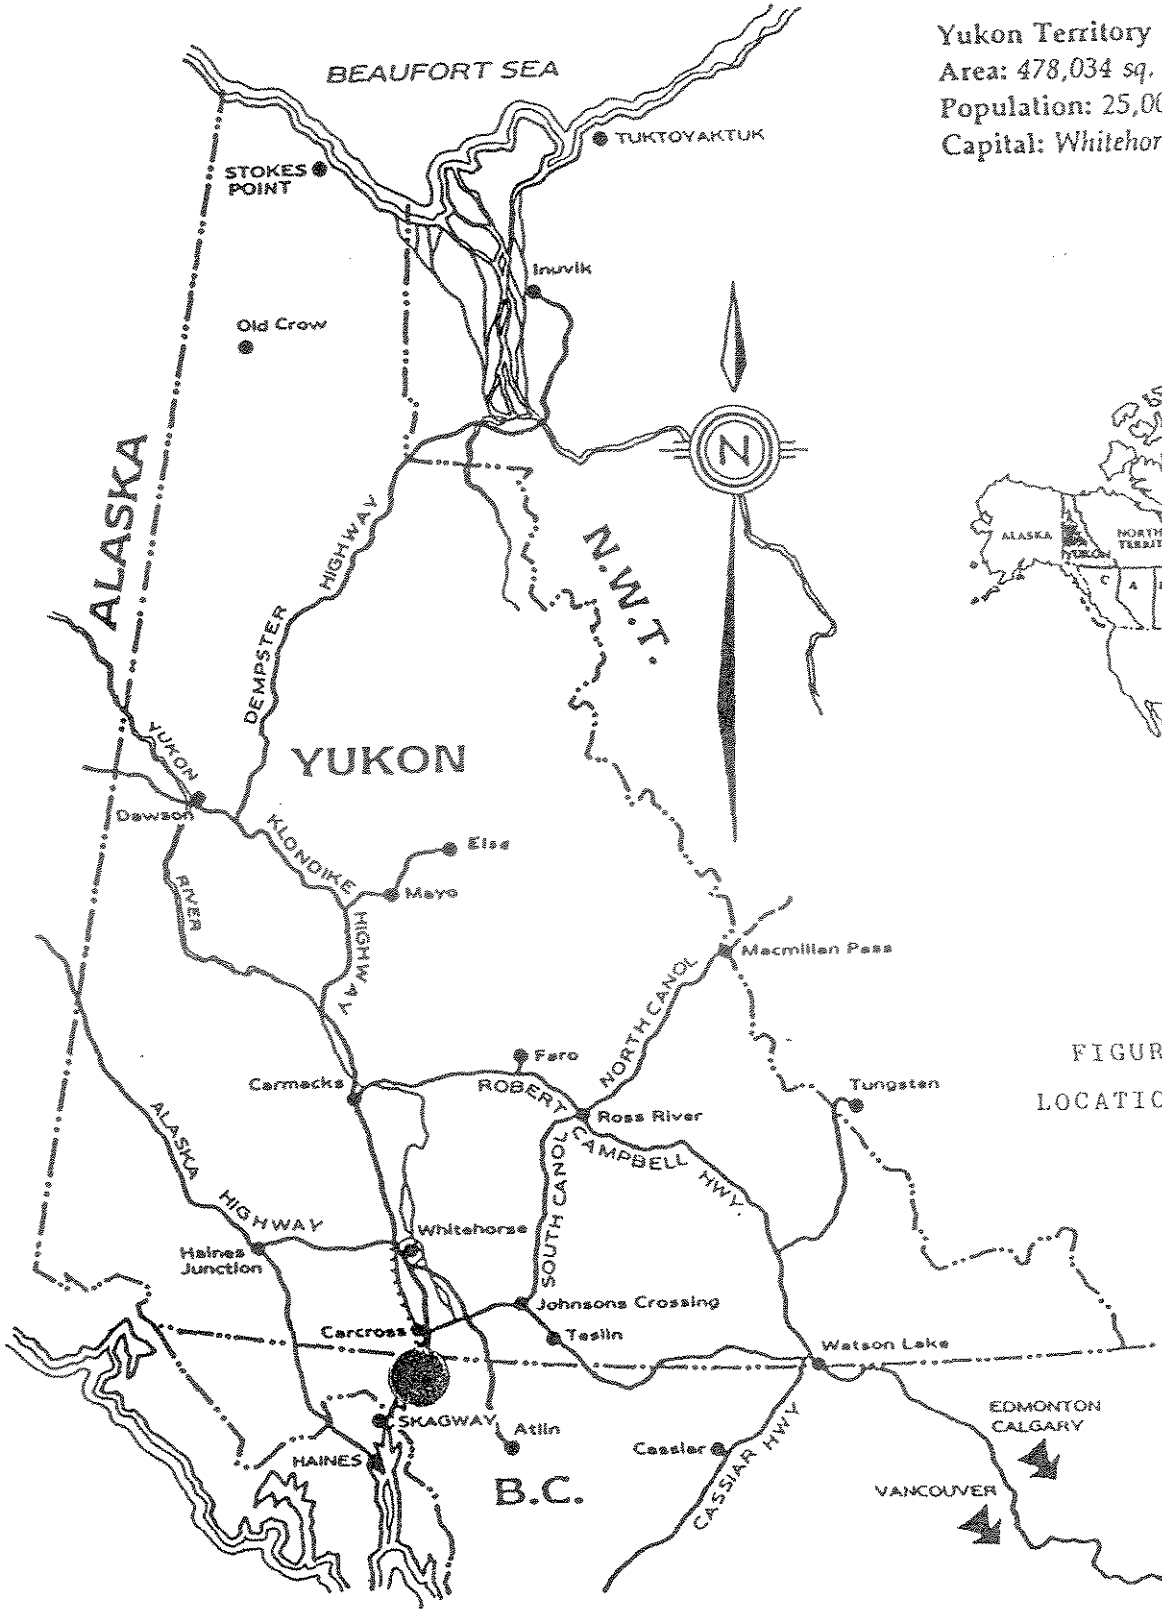 Yukon Territory
Area: 478,034 sq.
Population: 25,00
Capital: Whitehor
BEAUFORT SEA
TUKTOYAKTUK
STOKES
POINT
Inuvik
Old Crow
ALASKA
N
HIGHWAY
DEMPSTER
N.W.T.
ALASKA
YUKON
NORTH
TERRIT
C A
YUKON
YUKON
Dawson
KLONDIKE
Elsa
Mayo
RIVER
HIGHWAY
Macmillan Pass
NORTH CANOL
FIGUR
LOCATIO
Faro
Carmacks
ROBERT
Tungsten
Ross River
CAMPBELL
HWY.
ALASKA
HIGHWAY
SOUTH CANOL
Whitehorse
Haines
Junction
Johnsons Crossing
Carcross
Teslin
Watson Lake
SKAGWAY
Atlin
HAINES
Cassiar
CASSIAR HWY
EDMONTON
CALGARY
VANCOUVER
B.C.